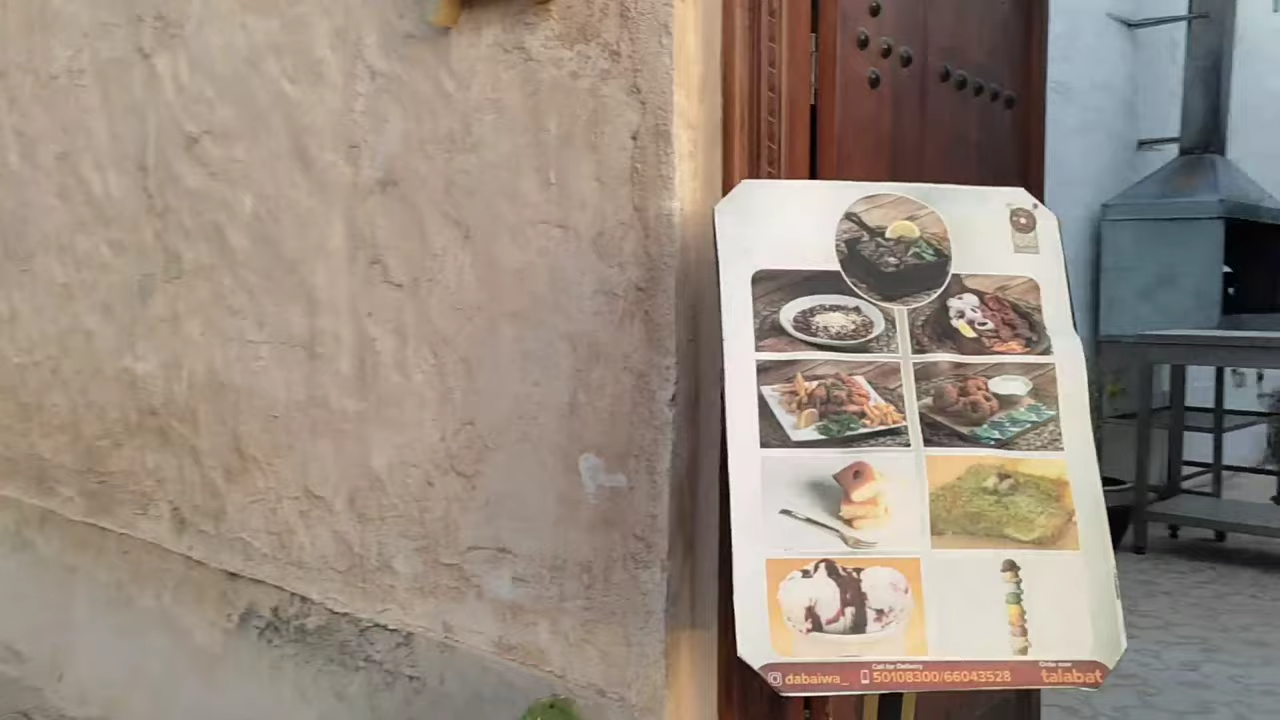 Call for Delivery
Order now
dabaiwa_ 50108300/66043528 talabat